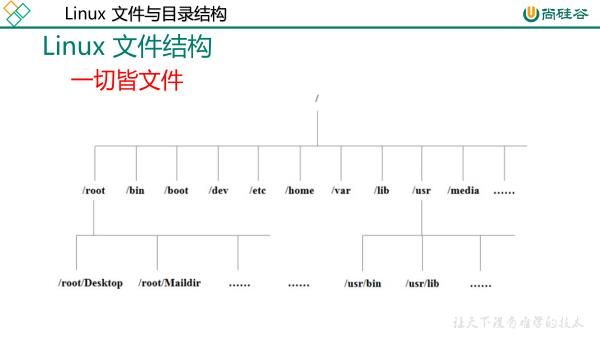 Linux 文件与目录结构
尚硅谷
Linux 文件结构
一切皆文件
/
/root /bin /boot /dev /etc /home /var /lib /usr /media ……
/root/Desktop /root/Maildir …… …… /usr/bin /usr/lib ……
让天下没有难学的技术